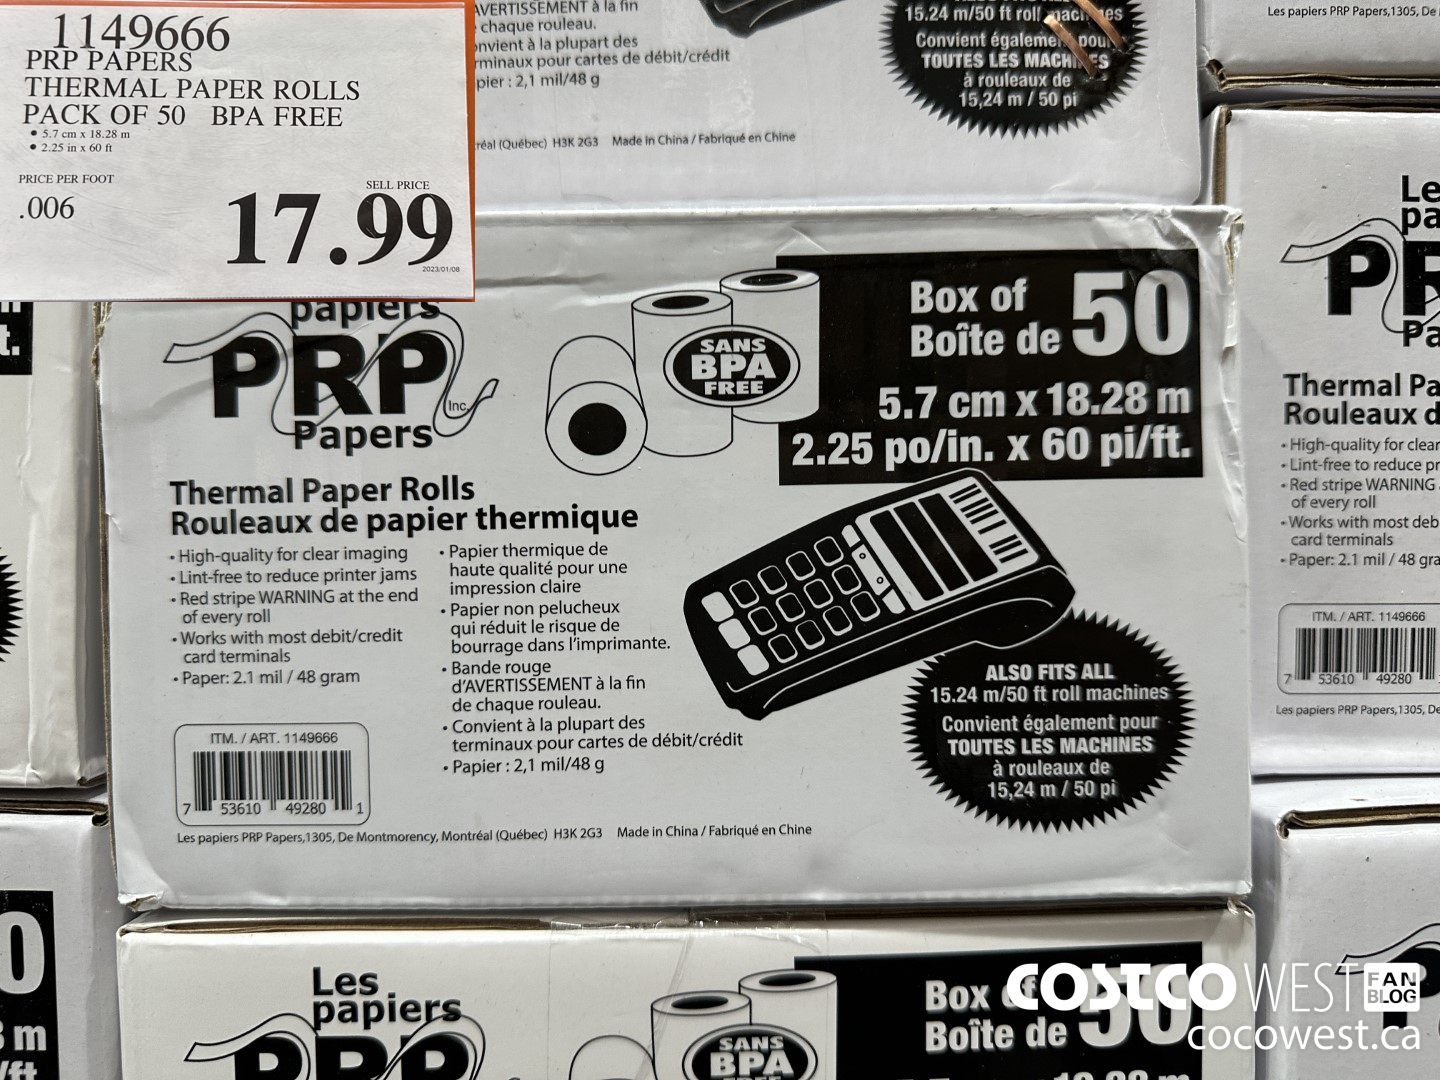 1149666
PRP PAPERS
THERMAL PAPER ROLLS
PACK OF 50 BPA FREE
• 5.7 cm x 18.28 m
• 2.25 in x 60 ft
PRICE PER FOOT
.006
SELL PRICE
17.99
2023/01/08
AVERTISSEMENT à la fin
chaque rouleau.
nvient à la plupart des
rminaux pour cartes de débit/crédit
pier : 2,1 mil/48 g
réal (Québec) H3K 2G3 Made in China / Fabriqué en Chine
15.24 m/50 ft roll machines
Convient également pour
TOUTES LES MACHINES
à rouleaux de
15,24 m / 50 pi
Les papiers PRP Papers,1305, De
papiers
PRP
Inc.
Papers
SANS
BPA
FREE
Box of
Boîte de
50
5.7 cm x 18.28 m
2.25 po/in. x 60 pi/ft.
Thermal Paper Rolls
Rouleaux de papier thermique
• High-quality for clear imaging
• Lint-free to reduce printer jams
• Red stripe WARNING at the end
of every roll
• Works with most debit/credit
card terminals
• Paper: 2.1 mil / 48 gram
• Papier thermique de
haute qualité pour une
impression claire
• Papier non pelucheux
qui réduit le risque de
bourrage dans l'imprimante.
• Bande rouge
d'AVERTISSEMENT à la fin
de chaque rouleau.
• Convient à la plupart des
terminaux pour cartes de débit/crédit
• Papier : 2,1 mil/48 g
ALSO FITS ALL
15.24 m/50 ft roll machines
Convient également pour
TOUTES LES MACHINES
à rouleaux de
15,24 m / 50 pi
ITM. / ART. 1149666
7 53610 49280 1
Les papiers PRP Papers,1305, De Montmorency, Montréal (Québec) H3K 2G3 Made in China / Fabriqué en Chine
Le
pa
PR
Pa
Thermal Pa
Rouleaux d
• High-quality for clear
• Lint-free to reduce pr
• Red stripe WARNING
of every roll
• Works with most deb
card terminals
• Paper: 2.1 mil / 48 gra
ITM. / ART. 1149666
7 53610 49280
Les papiers PRP Papers,1305, De
t.
0
m
/ft
Les
papiers
PRP
SANS
BPA
FREE
Box of
Boîte de
50
COSTCO WEST
FAN
BLOG
cocowest.ca